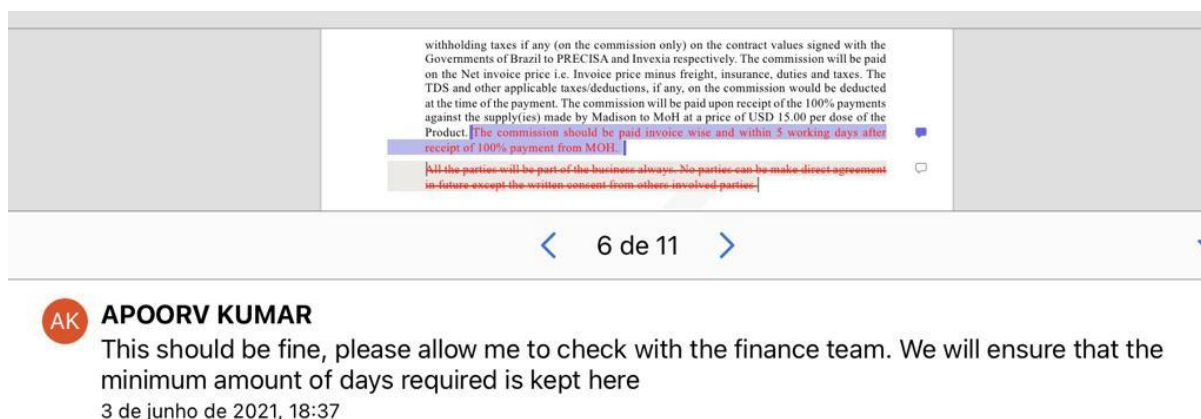 withholding taxes if any (on the commission only) on the contract values signed with the
Governments of Brazil to PRECISA and Invexia respectively. The commission will be paid
on the Net invoice price i.e. Invoice price minus freight, insurance, duties and taxes. The
TDS and other applicable taxes/deductions, if any, on the commission would be deducted
at the time of the payment. The commission will be paid upon receipt of the 100% payments
against the supply(ies) made by Madison to MoH at a price of USD 15.00 per dose of the
Product. The commission should be paid invoice wise and within 5 working days after
receipt of 100% payment from MOH.
All the parties will be part of the business always. No parties can be make direct agreement
in future except the written consent from others involved parties
6 de 11
AK
APOORV KUMAR
This should be fine, please allow me to check with the finance team. We will ensure that the
minimum amount of days required is kept here
3 de junho de 2021, 18:37